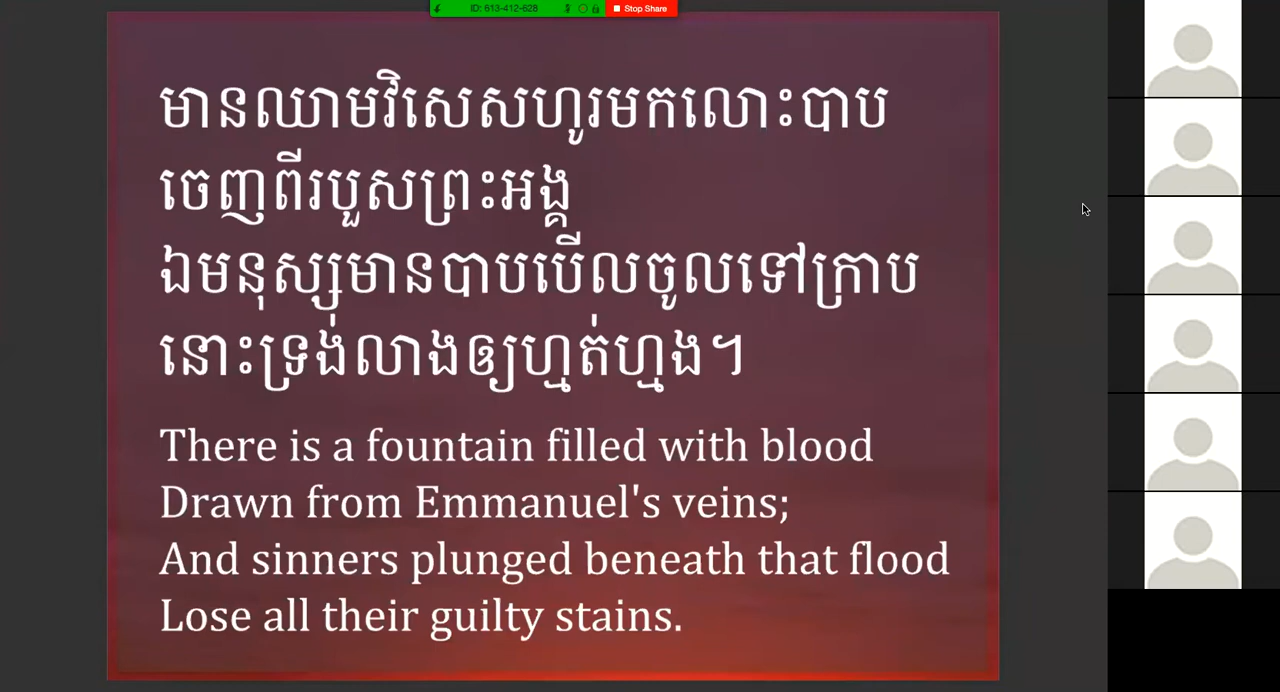 ID: 613-412-628
Stop Share
មានឈាមវិសេសហូរមកលោះបាប
ចេញពីរបួសព្រះអង្គ
ឯមនុស្សមានបាបបើលចូលទៅក្រាប
នោះទ្រង់លាងឲ្យហ្មត់ហ្មង។
There is a fountain filled with blood
Drawn from Emmanuel's veins;
And sinners plunged beneath that flood
Lose all their guilty stains.